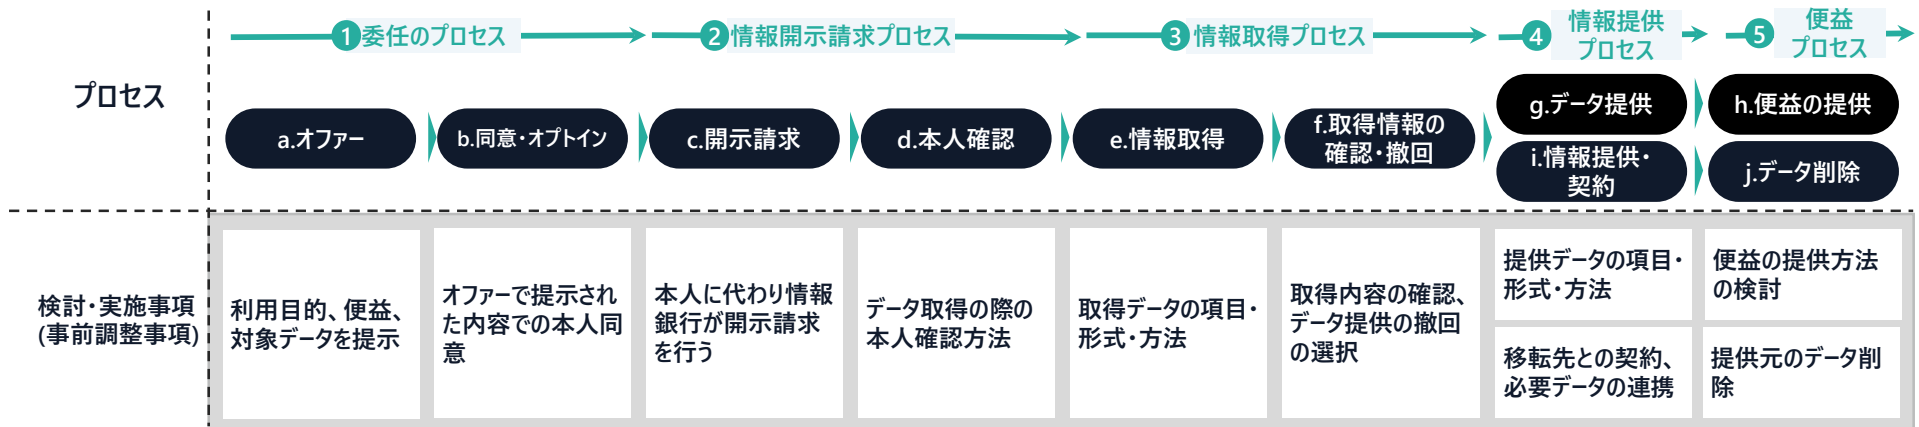 1 委任のプロセス
2 情報開示請求プロセス
3 情報取得プロセス
4 情報提供
プロセス
5 便益
プロセス
プロセス
a.オファー
b.同意・オプトイン
c.開示請求
d.本人確認
e.情報取得
f.取得情報の
確認・撤回
g.データ提供
h.便益の提供
i.情報提供・
契約
j.データ削除
検討・実施事項
(事前調整事項)
利用目的、便益、
対象データを提示
オファーで提示され
た内容での本人同
意
本人に代わり情報
銀行が開示請求
を行う
データ取得の際の
本人確認方法
取得データの項目・
形式・方法
取得内容の確認、
データ提供の撤回
の選択
提供データの項目・
形式・方法
便益の提供方法
の検討
移転先との契約、
必要データの連携
提供元のデータ削
除